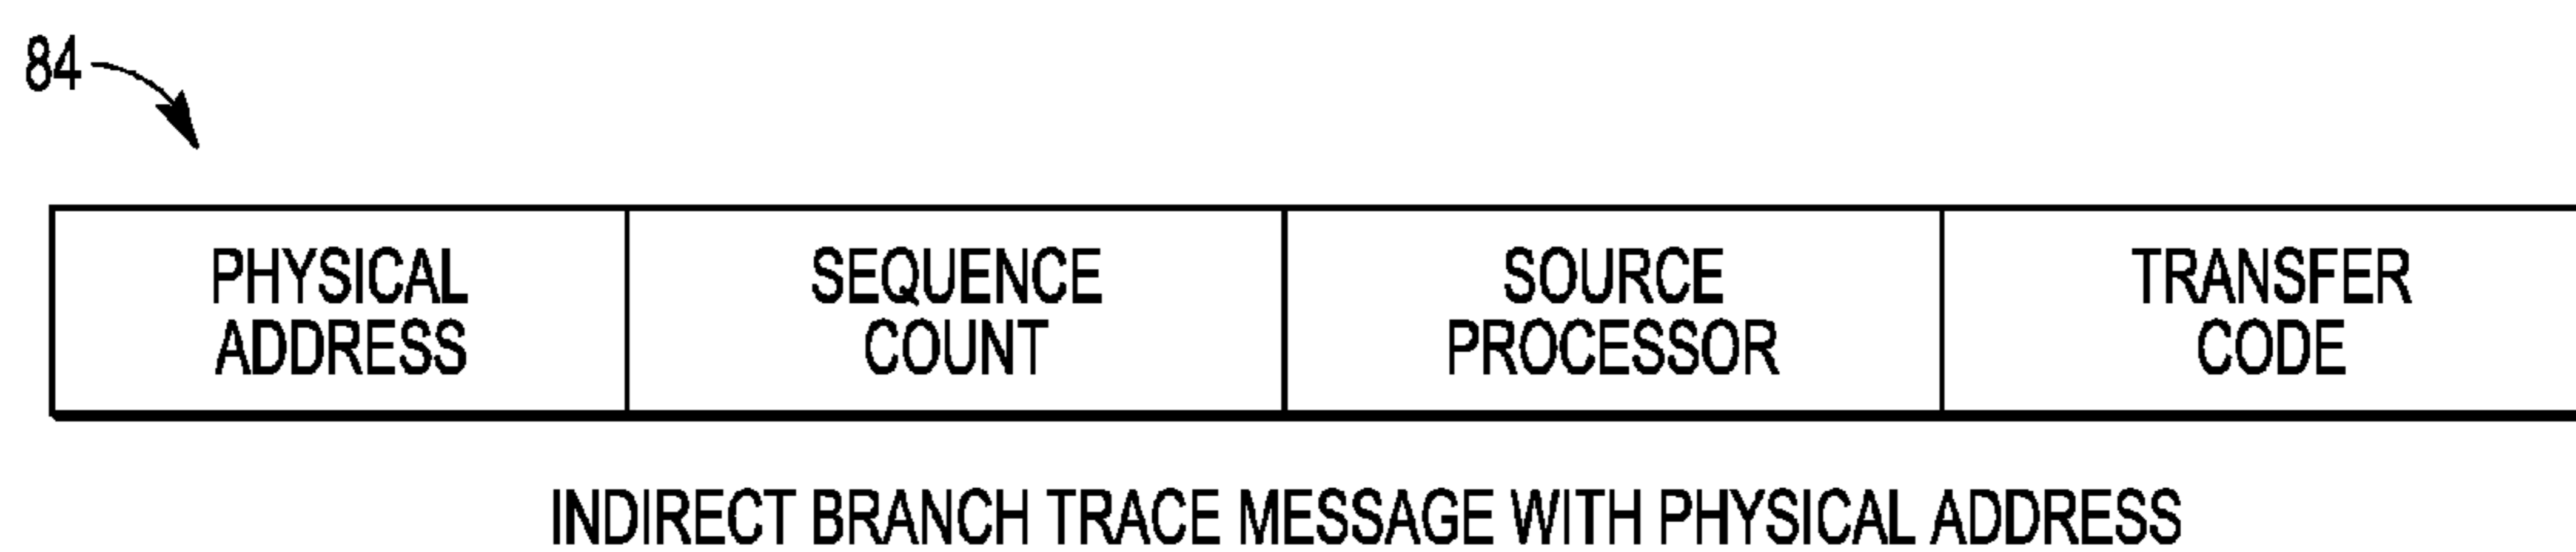 84
PHYSICAL
ADDRESS
SEQUENCE
COUNT
SOURCE
PROCESSOR
TRANSFER
CODE
INDIRECT BRANCH TRACE MESSAGE WITH PHYSICAL ADDRESS